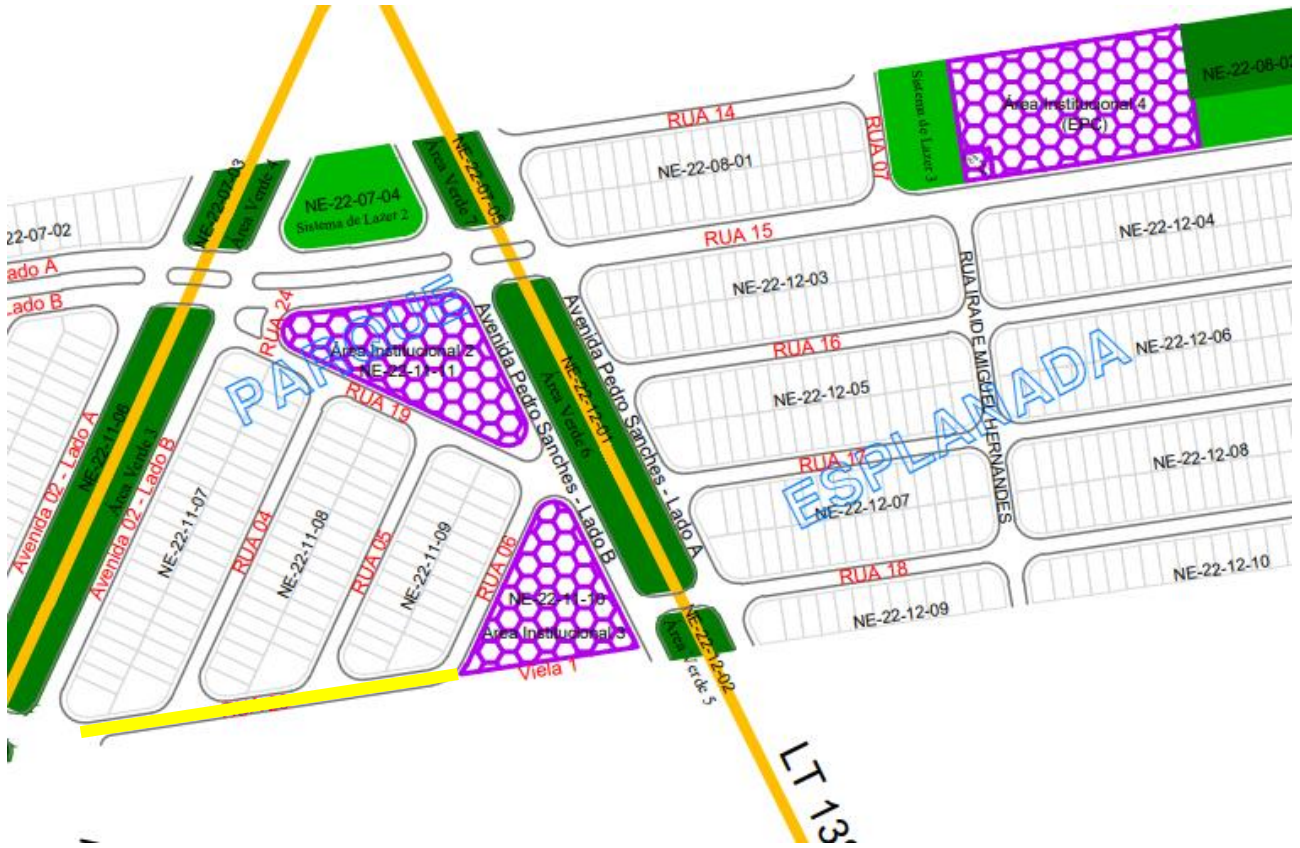 RUA 14
Sistema de Lazer 3
Área Institucional 4
(EPC)
NE-22-08-02
RUA 07
NE-22-08-01
NE-22-07-03
Área Verde 4
NE-22-07-04
Sistema de Lazer 2
NE-22-07-05
Área Verde 7
22-07-02
ado A
Lado B
RUA 15
NE-22-12-04
NE-22-12-03
RUA IRAIDE MIGUEL HERNANDES
RUA 24
PARQUE
Área Institucional 2
NE-22-11-11
RUA 19
Avenida Pedro Sanches - Lado B
Avenida Pedro Sanches - Lado A
NE-22-12-01
Área Verde 6
RUA 16
NE-22-12-06
NE-22-12-05
ESPLANADA
RUA 17
NE-22-12-08
NE-22-12-07
Avenida 02 - Lado A
NE-22-11-06
Área Verde 3
Avenida 02 - Lado B
NE-22-11-07
RUA 04
NE-22-11-08
RUA 05
NE-22-11-09
RUA 06
NE-22-11-10
Área Institucional 3
Viela 1
RUA 18
NE-22-12-10
NE-22-12-09
NE-22-12-02
Área Verde 5
LT 138